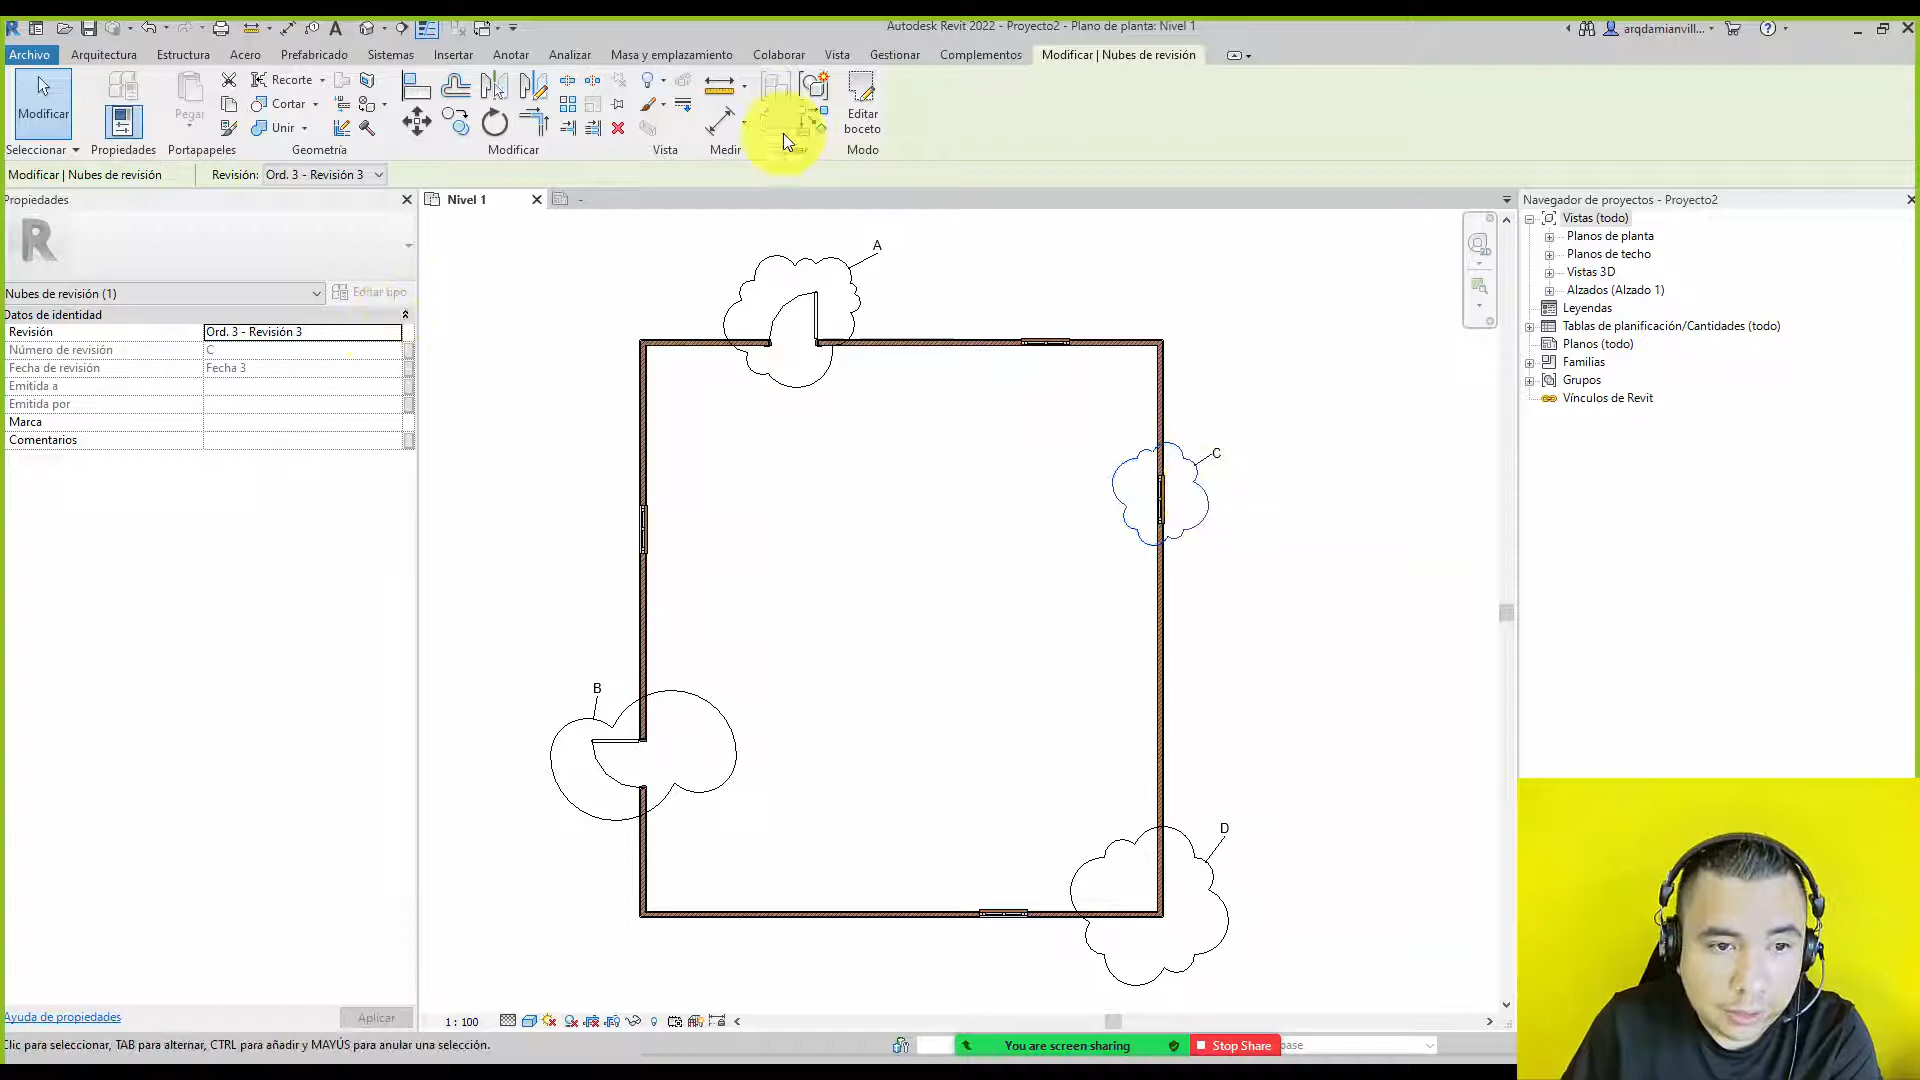 Autodesk Revit 2022 - Proyecto2 - Plano de planta: Nivel 1
arqdamianvill...
Archivo Arquitectura Estructura Acero Prefabricado Sistemas Insertar Anotar Analizar Masa y emplazamiento Colaborar Vista Gestionar Complementos Modificar | Nubes de revisión
Modificar
Pegar
Recorte
Cortar
Unir
Editar
boceto
Seleccionar Propiedades Portapapeles Geometría Modificar Vista Medir Modo
Modificar | Nubes de revisión Revisión: Ord. 3 - Revisión 3
Propiedades
Nivel 1
-
Navegador de proyectos - Proyecto2
R
Nubes de revisión (1) Editar tipo
Datos de identidad
Revisión Ord. 3 - Revisión 3
Número de revisión C
Fecha de revisión Fecha 3
Emitida a
Emitida por
Marca
Comentarios
A
C
B
D
Vistas (todo)
Planos de planta
Planos de techo
Vistas 3D
Alzados (Alzado 1)
Leyendas
Tablas de planificación/Cantidades (todo)
Planos (todo)
Familias
Grupos
Vínculos de Revit
Ayuda de propiedades Aplicar
1 : 100
Clic para seleccionar, TAB para alternar, CTRL para añadir y MAYÚS para anular una selección.
You are screen sharing Stop Share
base